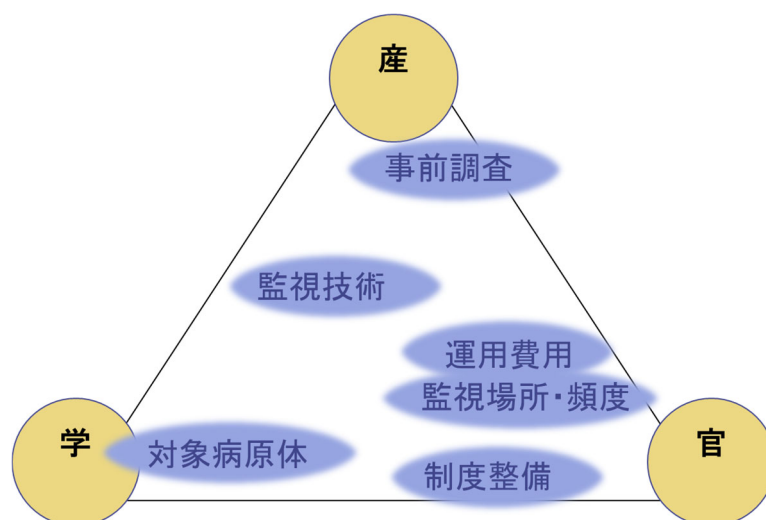 産
事前調査
監視技術
運用費用
監視場所・頻度
学
対象病原体
官
制度整備